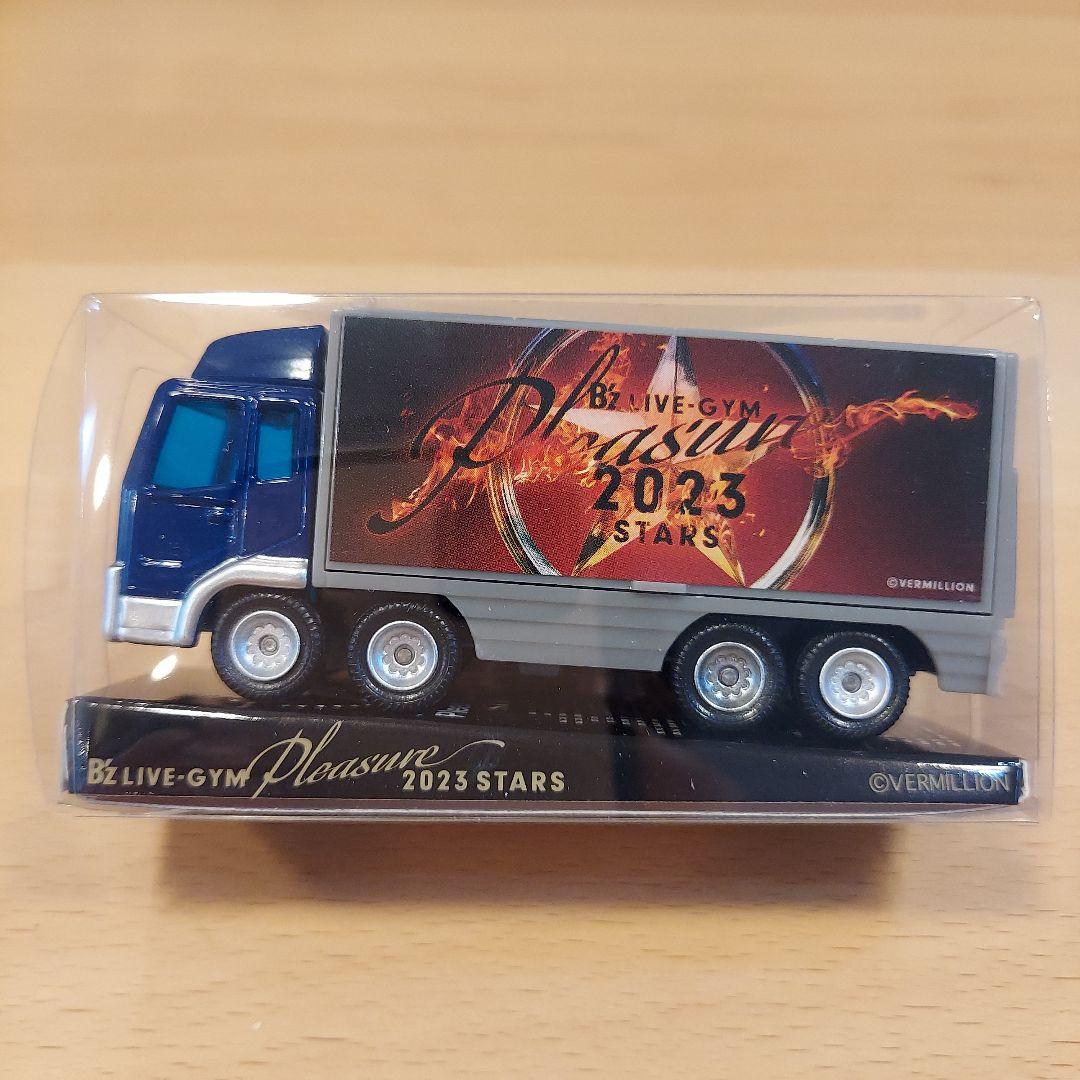 B'z LIVE-GYM
Pleasure
2023
STARS
©VERMILLION
B'z LIVE-GYM Pleasure 2023 STARS
©VERMILLION